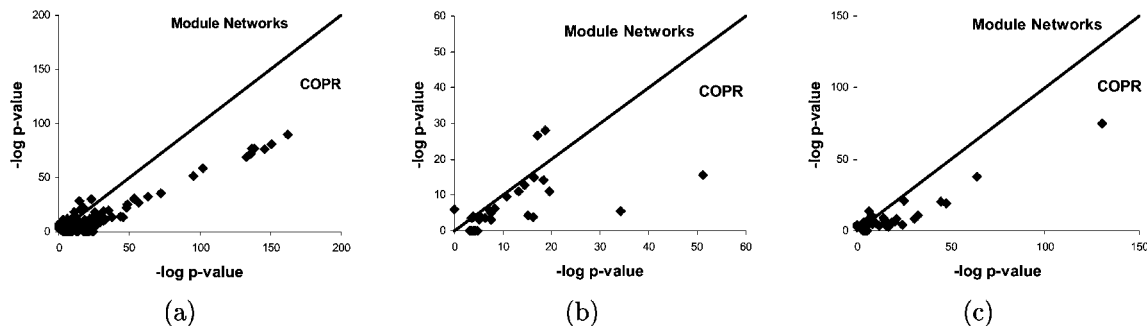 200
150
100
50
0
-log p-value
Module Networks
COPR
0 50 100 150 200
-log p-value
(a)
60
50
40
30
20
10
0
-log p-value
Module Networks
COPR
0 10 20 30 40 50 60
-log p-value
(b)
150
100
50
0
-log p-value
Module Networks
COPR
0 50 100 150
-log p-value
(c)